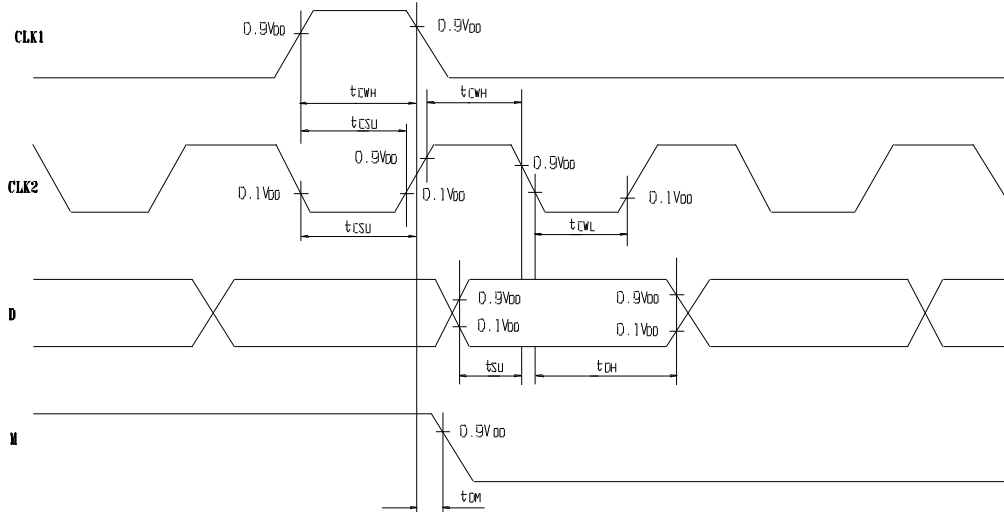 CLK1
0.9VDD
0.9VDD
tCWH
tCWH
tCSU
0.9VDD
0.9VDD
CLK2
0.1VDD
0.1VDD
0.1VDD
tCSU
tCWL
D
0.9VDD
0.9VDD
0.1VDD
0.1VDD
tSU
tDH
M
0.9VDD
tDM